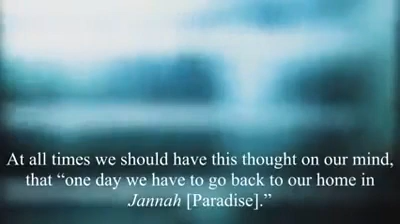 At all times we should have this thought on our mind,
that “one day we have to go back to our home in
Jannah [Paradise].”